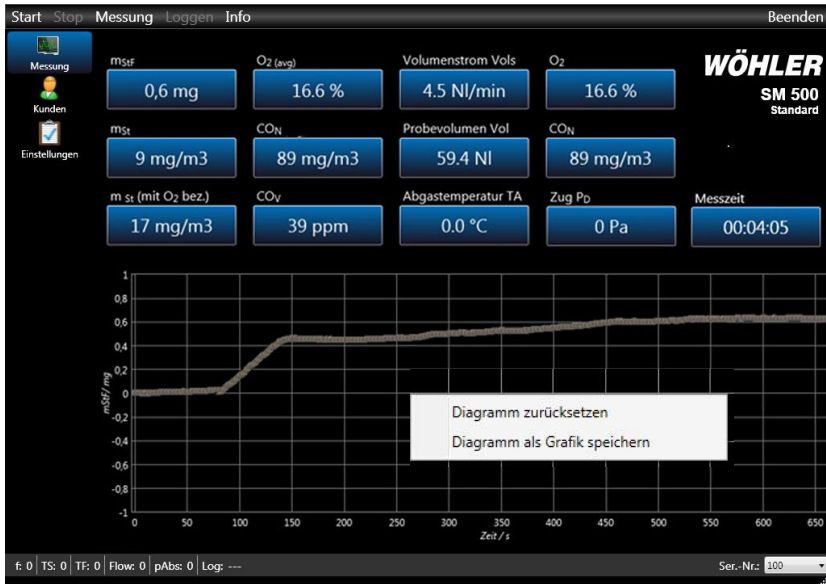 Start Stop Messung Loggen Info Beenden
Messung
Kunden
Einstellungen
WÖHLER
SM 500
Standard
mStF O2 (avg) Volumenstrom Vols O2
0,6 mg 16.6 % 4.5 Nl/min 16.6 %
mSt CON Probevolumen Vol CON
9 mg/m3 89 mg/m3 59.4 Nl 89 mg/m3
m St (mit O2 bez.) COV Abgastemperatur TA Zug PD Messzeit
17 mg/m3 39 ppm 0.0 °C 0 Pa 00:04:05
1
0,8
0,6
0,4
0,2
0
-0,2
-0,4
-0,6
-0,8
-1
mStF/ mg
Diagramm zurücksetzen
Diagramm als Grafik speichern
0 50 100 150 200 250 300 350 400 450 500 550 600 650
Zeit / s
f: 0 TS: 0 TF: 0 Flow: 0 pAbs: 0 Log: --- Ser.-Nr.: 100